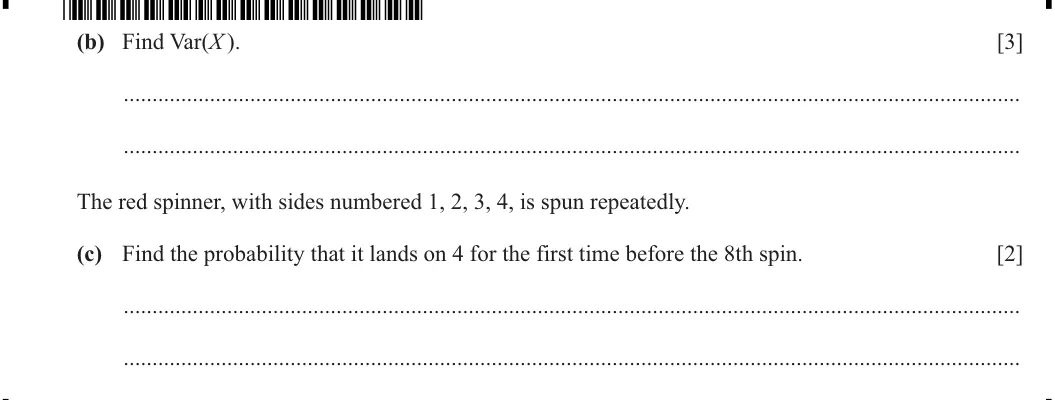 (b) Find Var(X). [3]
................................................................................
................................................................................
The red spinner, with sides numbered 1, 2, 3, 4, is spun repeatedly.
(c) Find the probability that it lands on 4 for the first time before the 8th spin. [2]
................................................................................
................................................................................